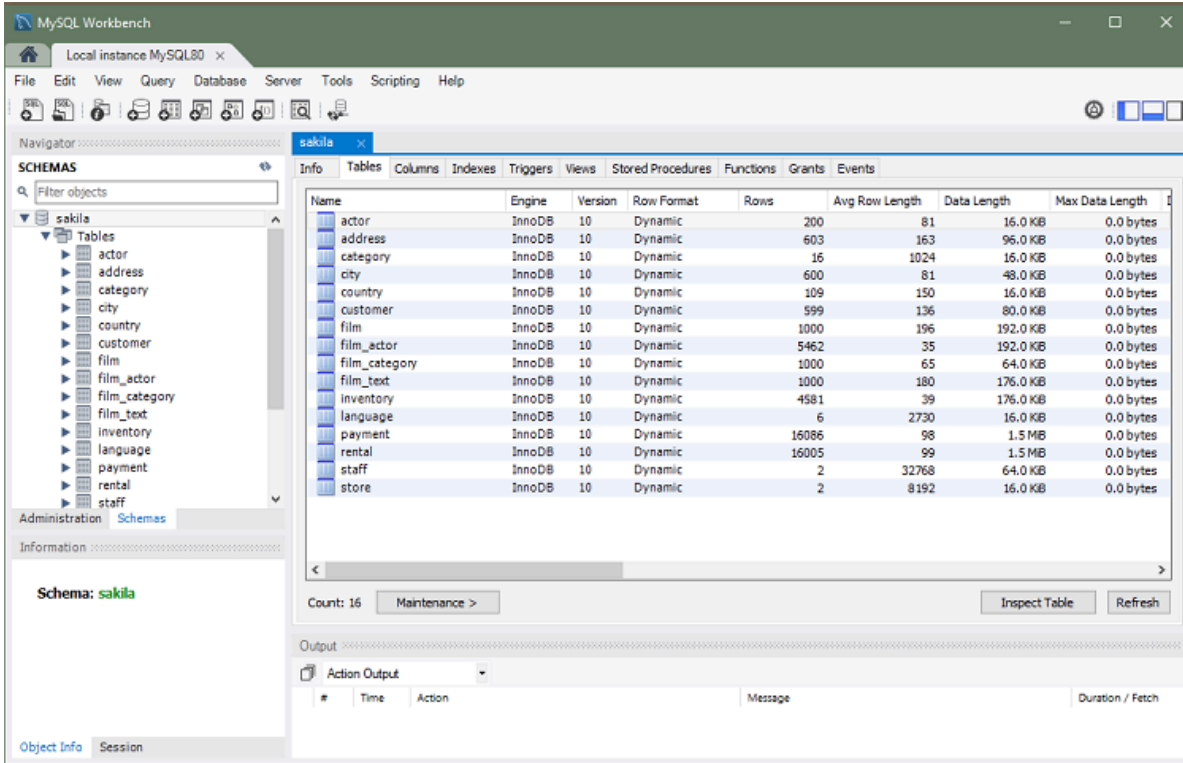 MySQL Workbench
Local instance MySQL80
File Edit View Query Database Server Tools Scripting Help
Navigator
SCHEMAS
Filter objects
sakila
Tables
actor
address
category
city
country
customer
film
film_actor
film_category
film_text
inventory
language
payment
rental
staff
Administration Schemas
Information
Schema: sakila
Object Info Session
sakila
Info Tables Columns Indexes Triggers Views Stored Procedures Functions Grants Events
Name Engine Version Row Format Rows Avg Row Length Data Length Max Data Length
actor InnoDB 10 Dynamic 200 81 16.0 KiB 0.0 bytes
address InnoDB 10 Dynamic 603 163 96.0 KiB 0.0 bytes
category InnoDB 10 Dynamic 16 1024 16.0 KiB 0.0 bytes
city InnoDB 10 Dynamic 600 81 48.0 KiB 0.0 bytes
country InnoDB 10 Dynamic 109 150 16.0 KiB 0.0 bytes
customer InnoDB 10 Dynamic 599 136 80.0 KiB 0.0 bytes
film InnoDB 10 Dynamic 1000 196 192.0 KiB 0.0 bytes
film_actor InnoDB 10 Dynamic 5462 35 192.0 KiB 0.0 bytes
film_category InnoDB 10 Dynamic 1000 65 64.0 KiB 0.0 bytes
film_text InnoDB 10 Dynamic 1000 180 176.0 KiB 0.0 bytes
inventory InnoDB 10 Dynamic 4581 39 176.0 KiB 0.0 bytes
language InnoDB 10 Dynamic 6 2730 16.0 KiB 0.0 bytes
payment InnoDB 10 Dynamic 16086 98 1.5 MiB 0.0 bytes
rental InnoDB 10 Dynamic 16005 99 1.5 MiB 0.0 bytes
staff InnoDB 10 Dynamic 2 32768 64.0 KiB 0.0 bytes
store InnoDB 10 Dynamic 2 8192 16.0 KiB 0.0 bytes
Count: 16 Maintenance > Inspect Table Refresh
Output
Action Output
# Time Action Message Duration / Fetch